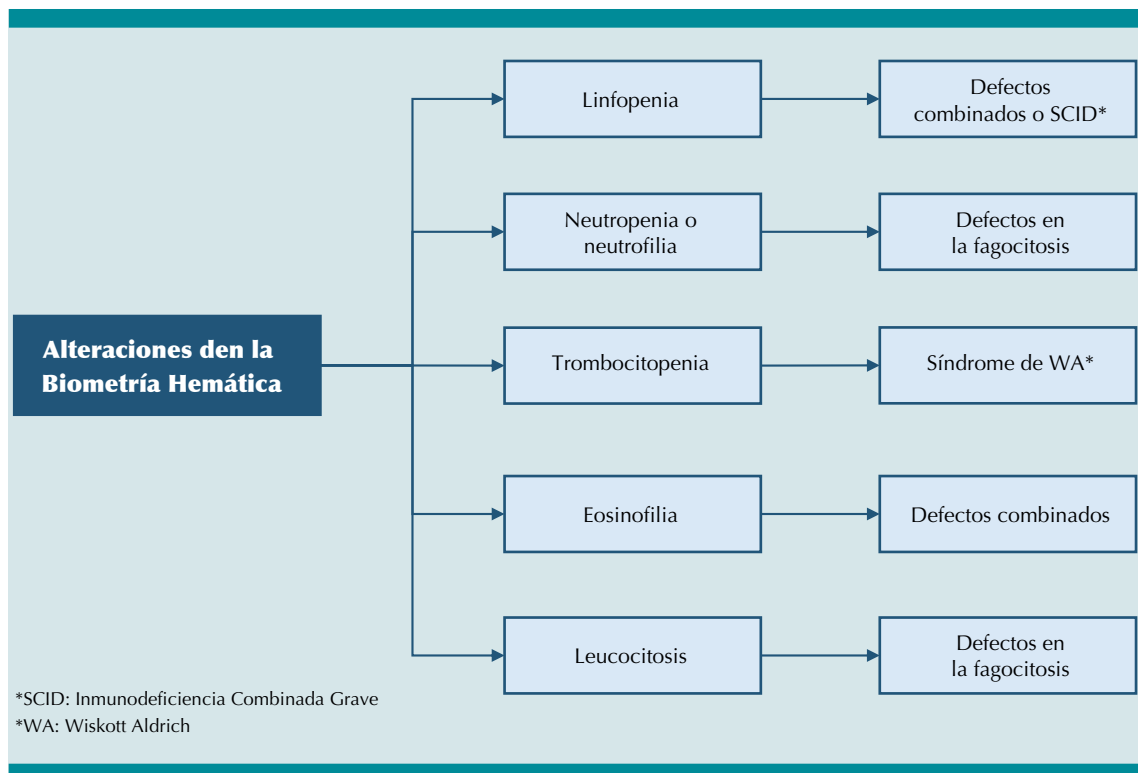 Linfopenia
Defectos
combinados o SCID*
Neutropenia o
neutrofilia
Defectos en
la fagocitosis
Alteraciones den la
Biometría Hemática
Trombocitopenia
Síndrome de WA*
Eosinofilia
Defectos combinados
Leucocitosis
Defectos en
la fagocitosis
*SCID: Inmunodeficiencia Combinada Grave
*WA: Wiskott Aldrich